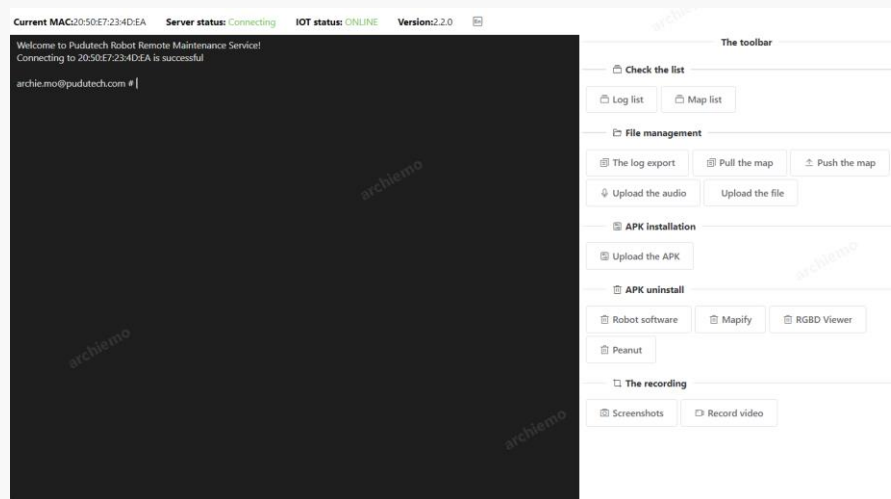 Current MAC:20:50:E7:23:4D:EA Server status: Connecting IOT status: ONLINE Version:2.2.0 En
Welcome to Pudutech Robot Remote Maintenance Service!
Connecting to 20:50:E7:23:4D:EA is successful
archie.mo@pudutech.com #
The toolbar
Check the list
Log list Map list
File management
The log export Pull the map Push the map
Upload the audio Upload the file
APK installation
Upload the APK
APK uninstall
Robot software Mapify RGBD Viewer
Peanut
The recording
Screenshots Record video
archiemo
archiemo
archiemo
archiemo